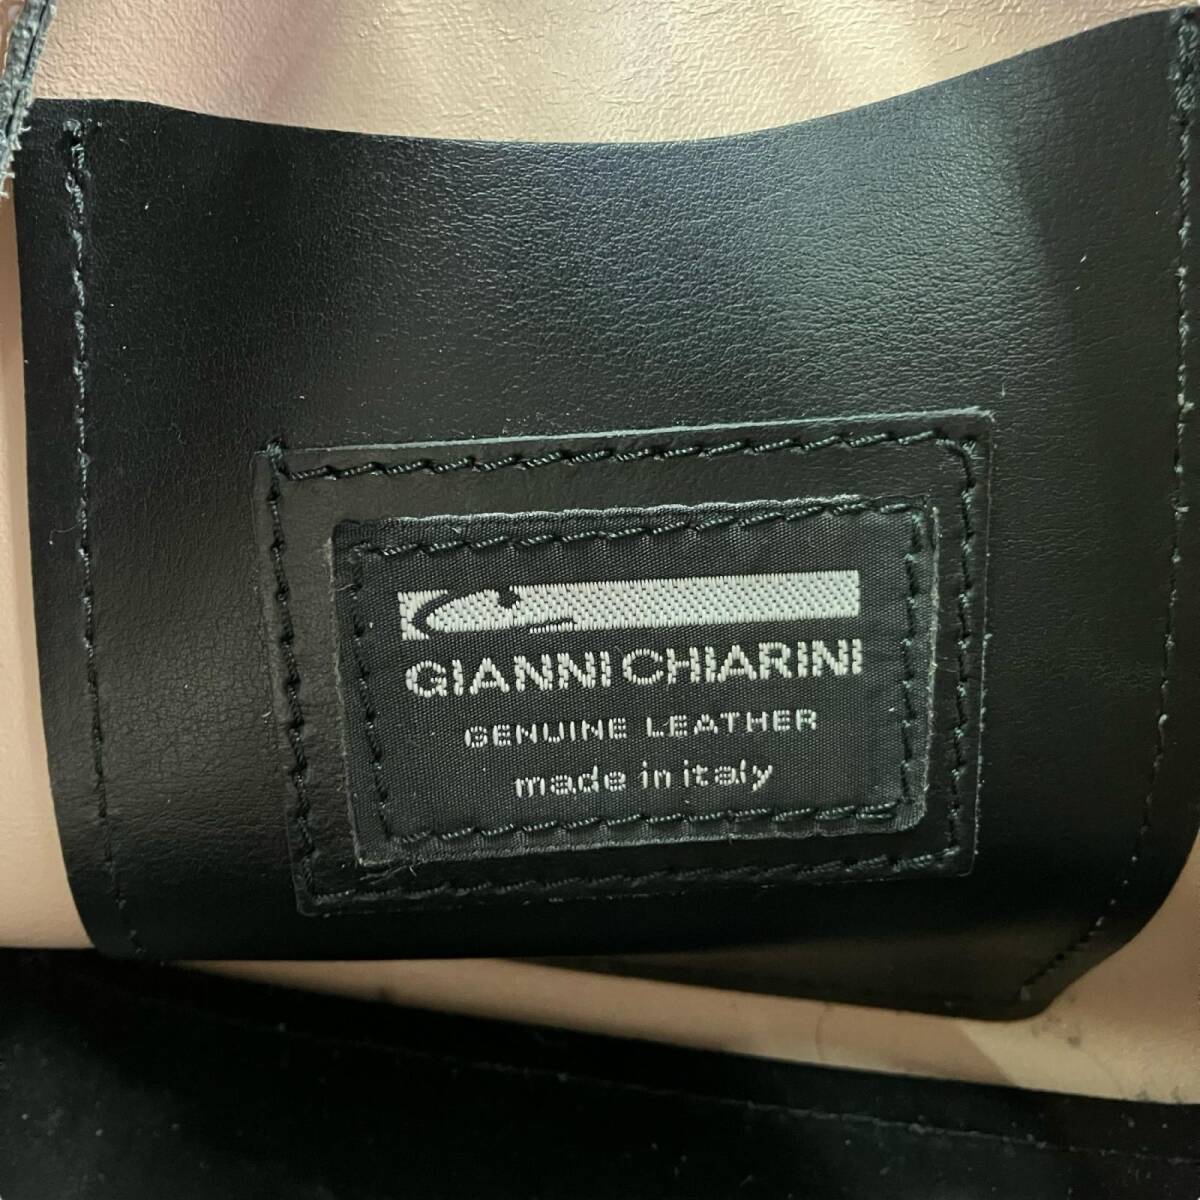 GIANNI CHIARINI
GENUINE LEATHER
made in italy